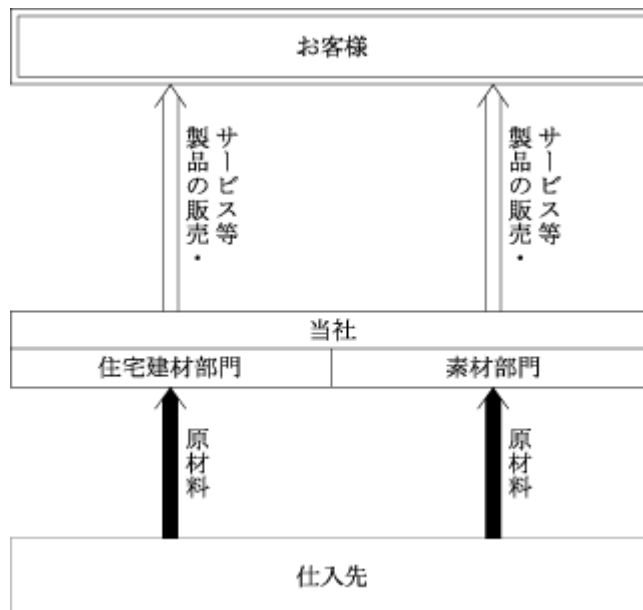 お客様
サービス等
製品の販売・
サービス等
製品の販売・
当社
住宅建材部門
素材部門
原材料
原材料
仕入先